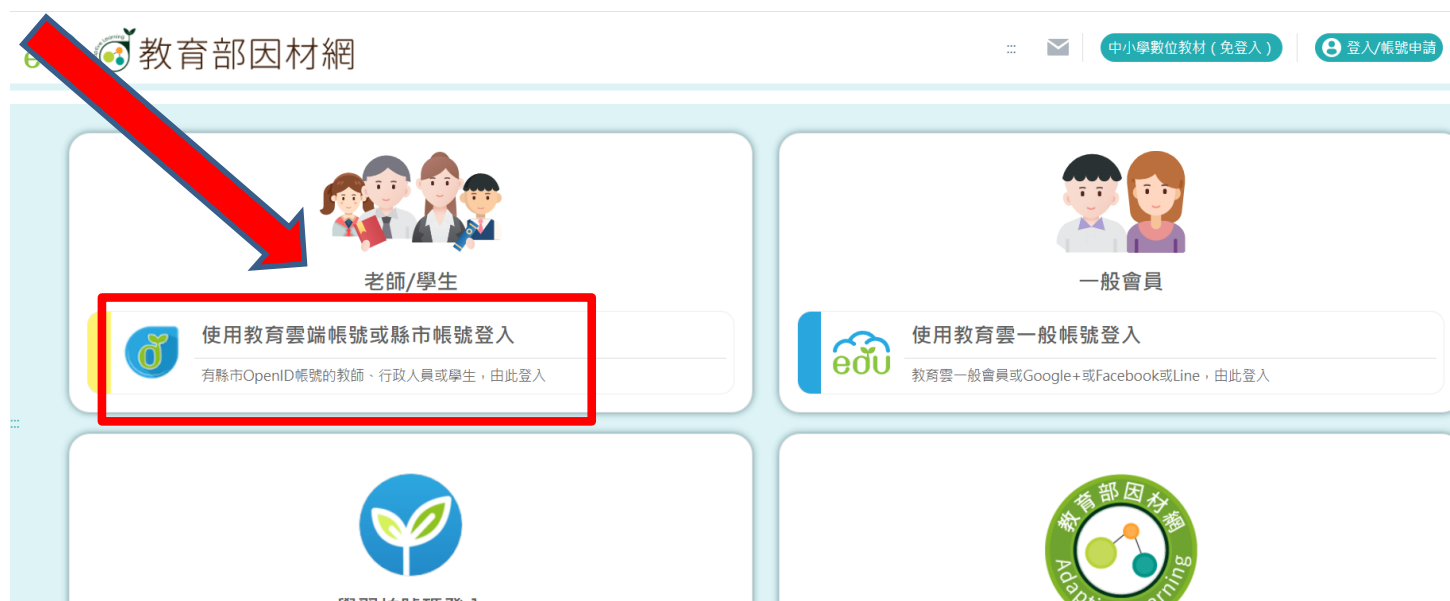 教育部因材網
中小學數位教材(免登入)
登入/帳號申請
老師/學生
使用教育雲端帳號或縣市帳號登入
有縣市OpenID帳號的教師、行政人員或學生,由此登入
一般會員
使用教育雲一般帳號登入
edu
教育雲一般會員或Google+或Facebook或Line,由此登入
教育部因材網
Adaptive Learning